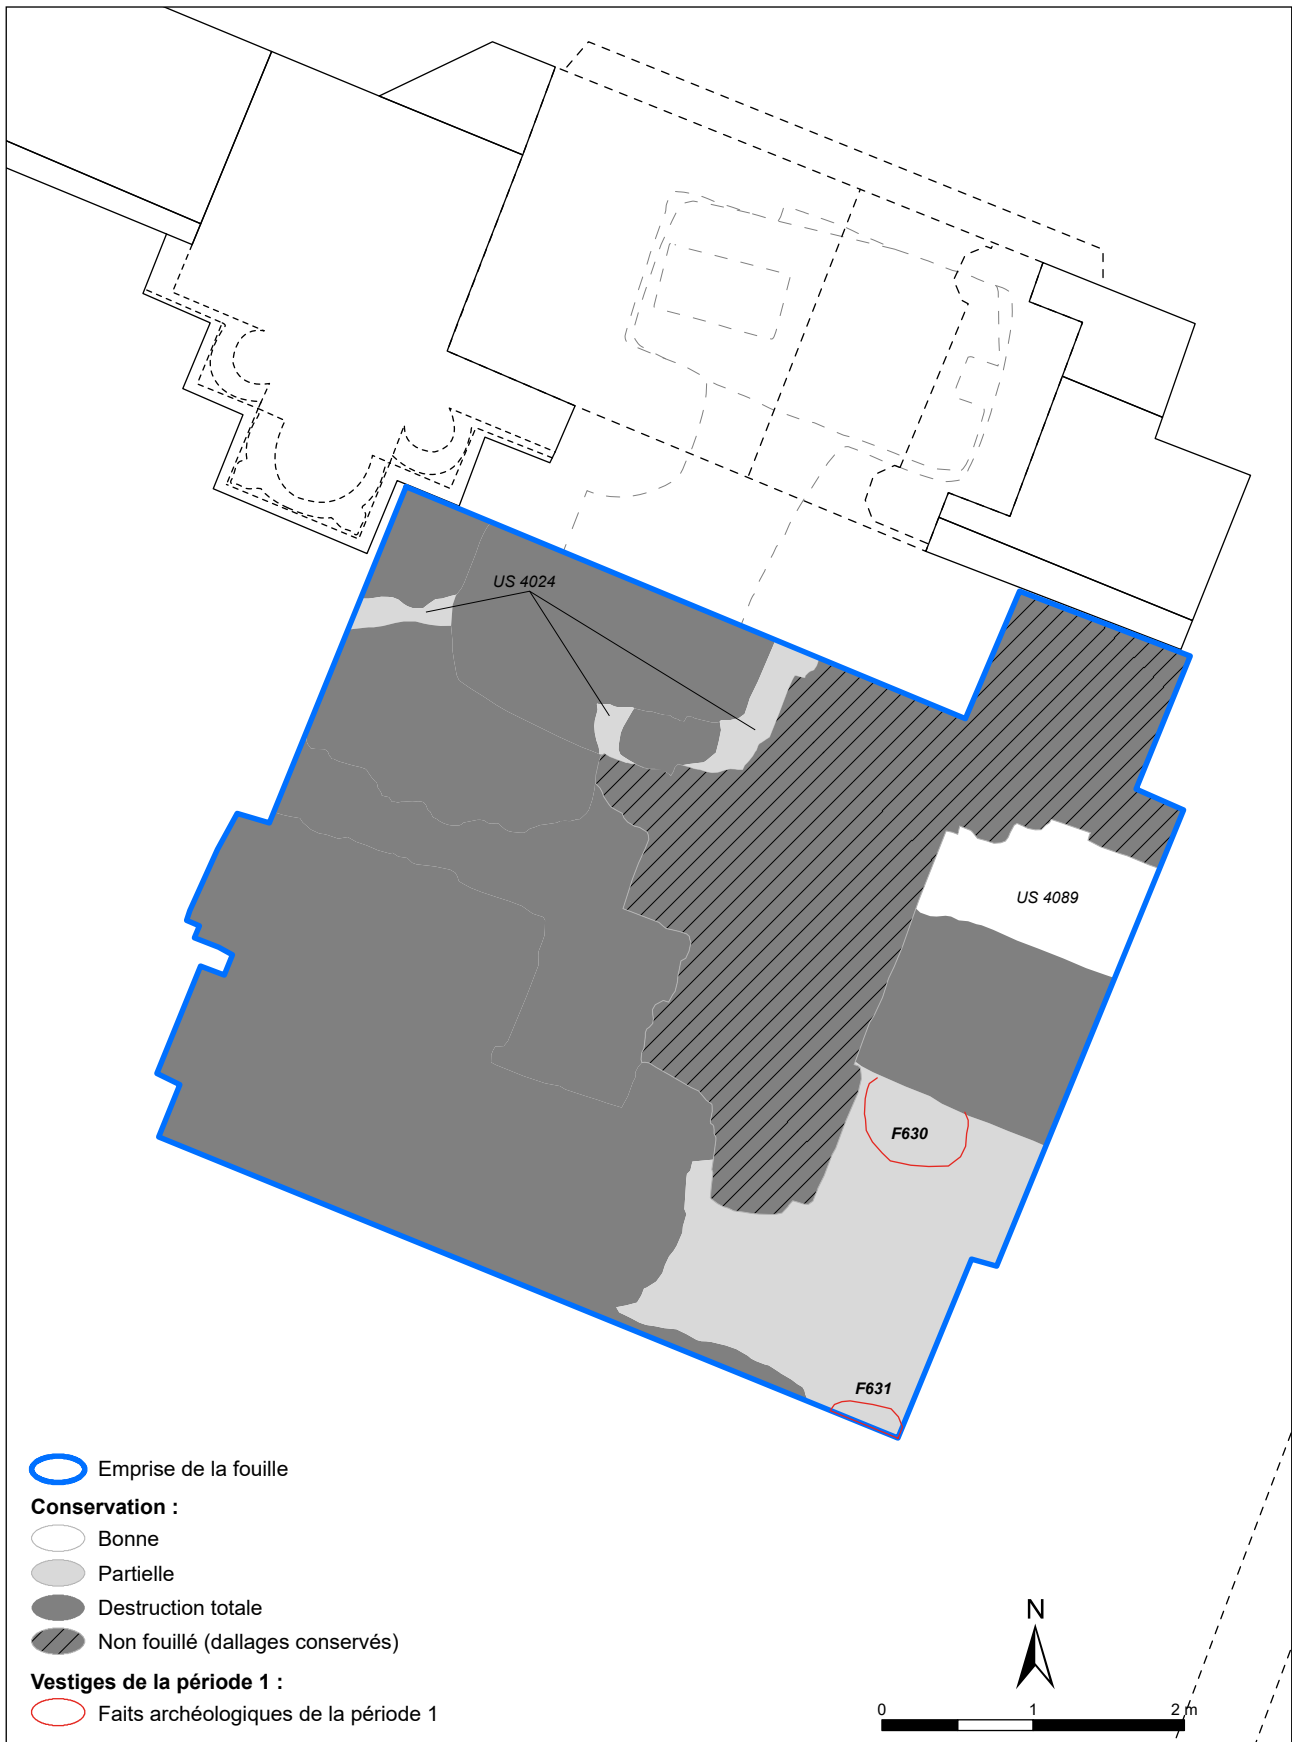 US 4024
US 4089
F630
F631
Emprise de la fouille
Conservation :
Bonne
Partielle
Destruction totale
Non fouillé (dallages conservés)
Vestiges de la période 1 :
Faits archéologiques de la période 1
N
0 1 2 m